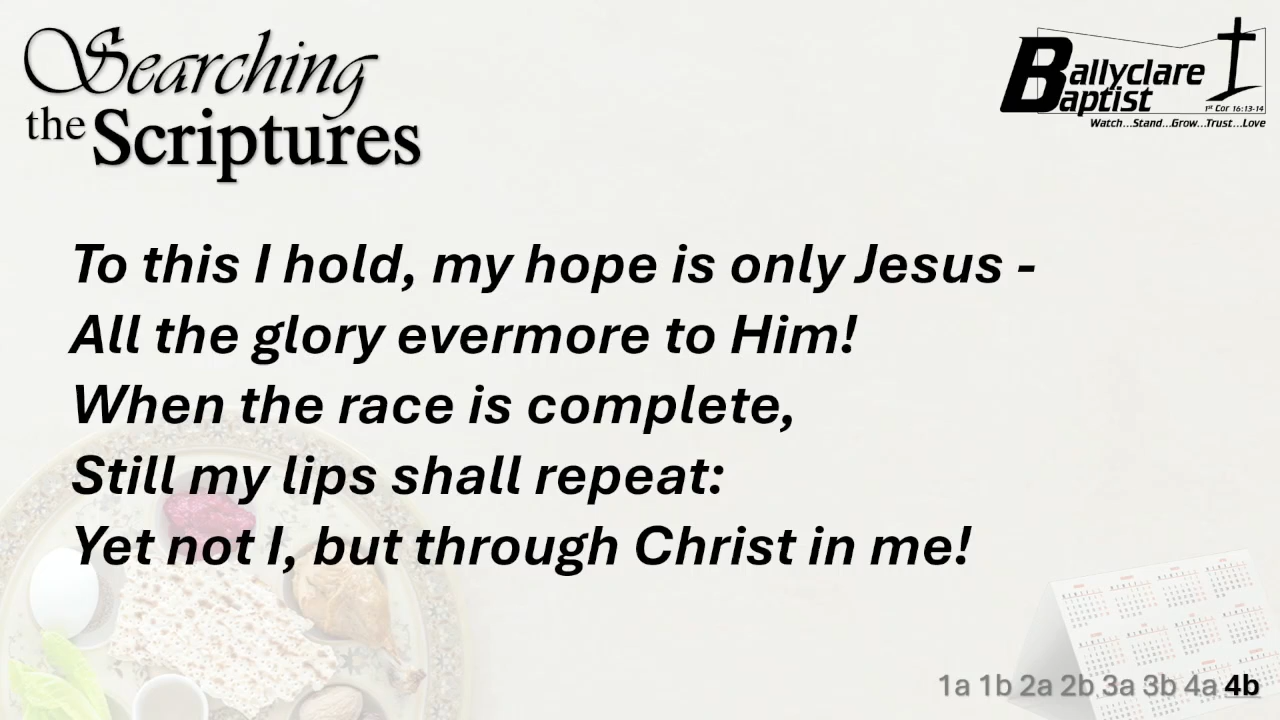 Searching
the Scriptures
Ballyclare
Baptist
1st Cor 16:13-14
Watch...Stand...Grow...Trust...Love
To this I hold, my hope is only Jesus -
All the glory evermore to Him!
When the race is complete,
Still my lips shall repeat:
Yet not I, but through Christ in me!
1a 1b 2a 2b 3a 3b 4a 4b